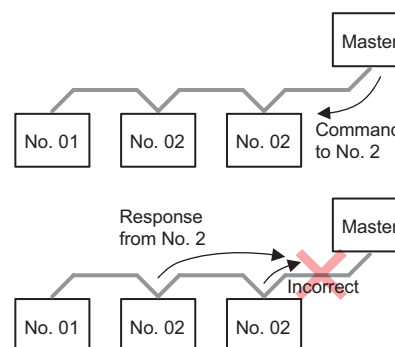 Master
No. 01
No. 02
No. 02
Command
to No. 2
Response
from No. 2
Master
Incorrect
No. 01
No. 02
No. 02